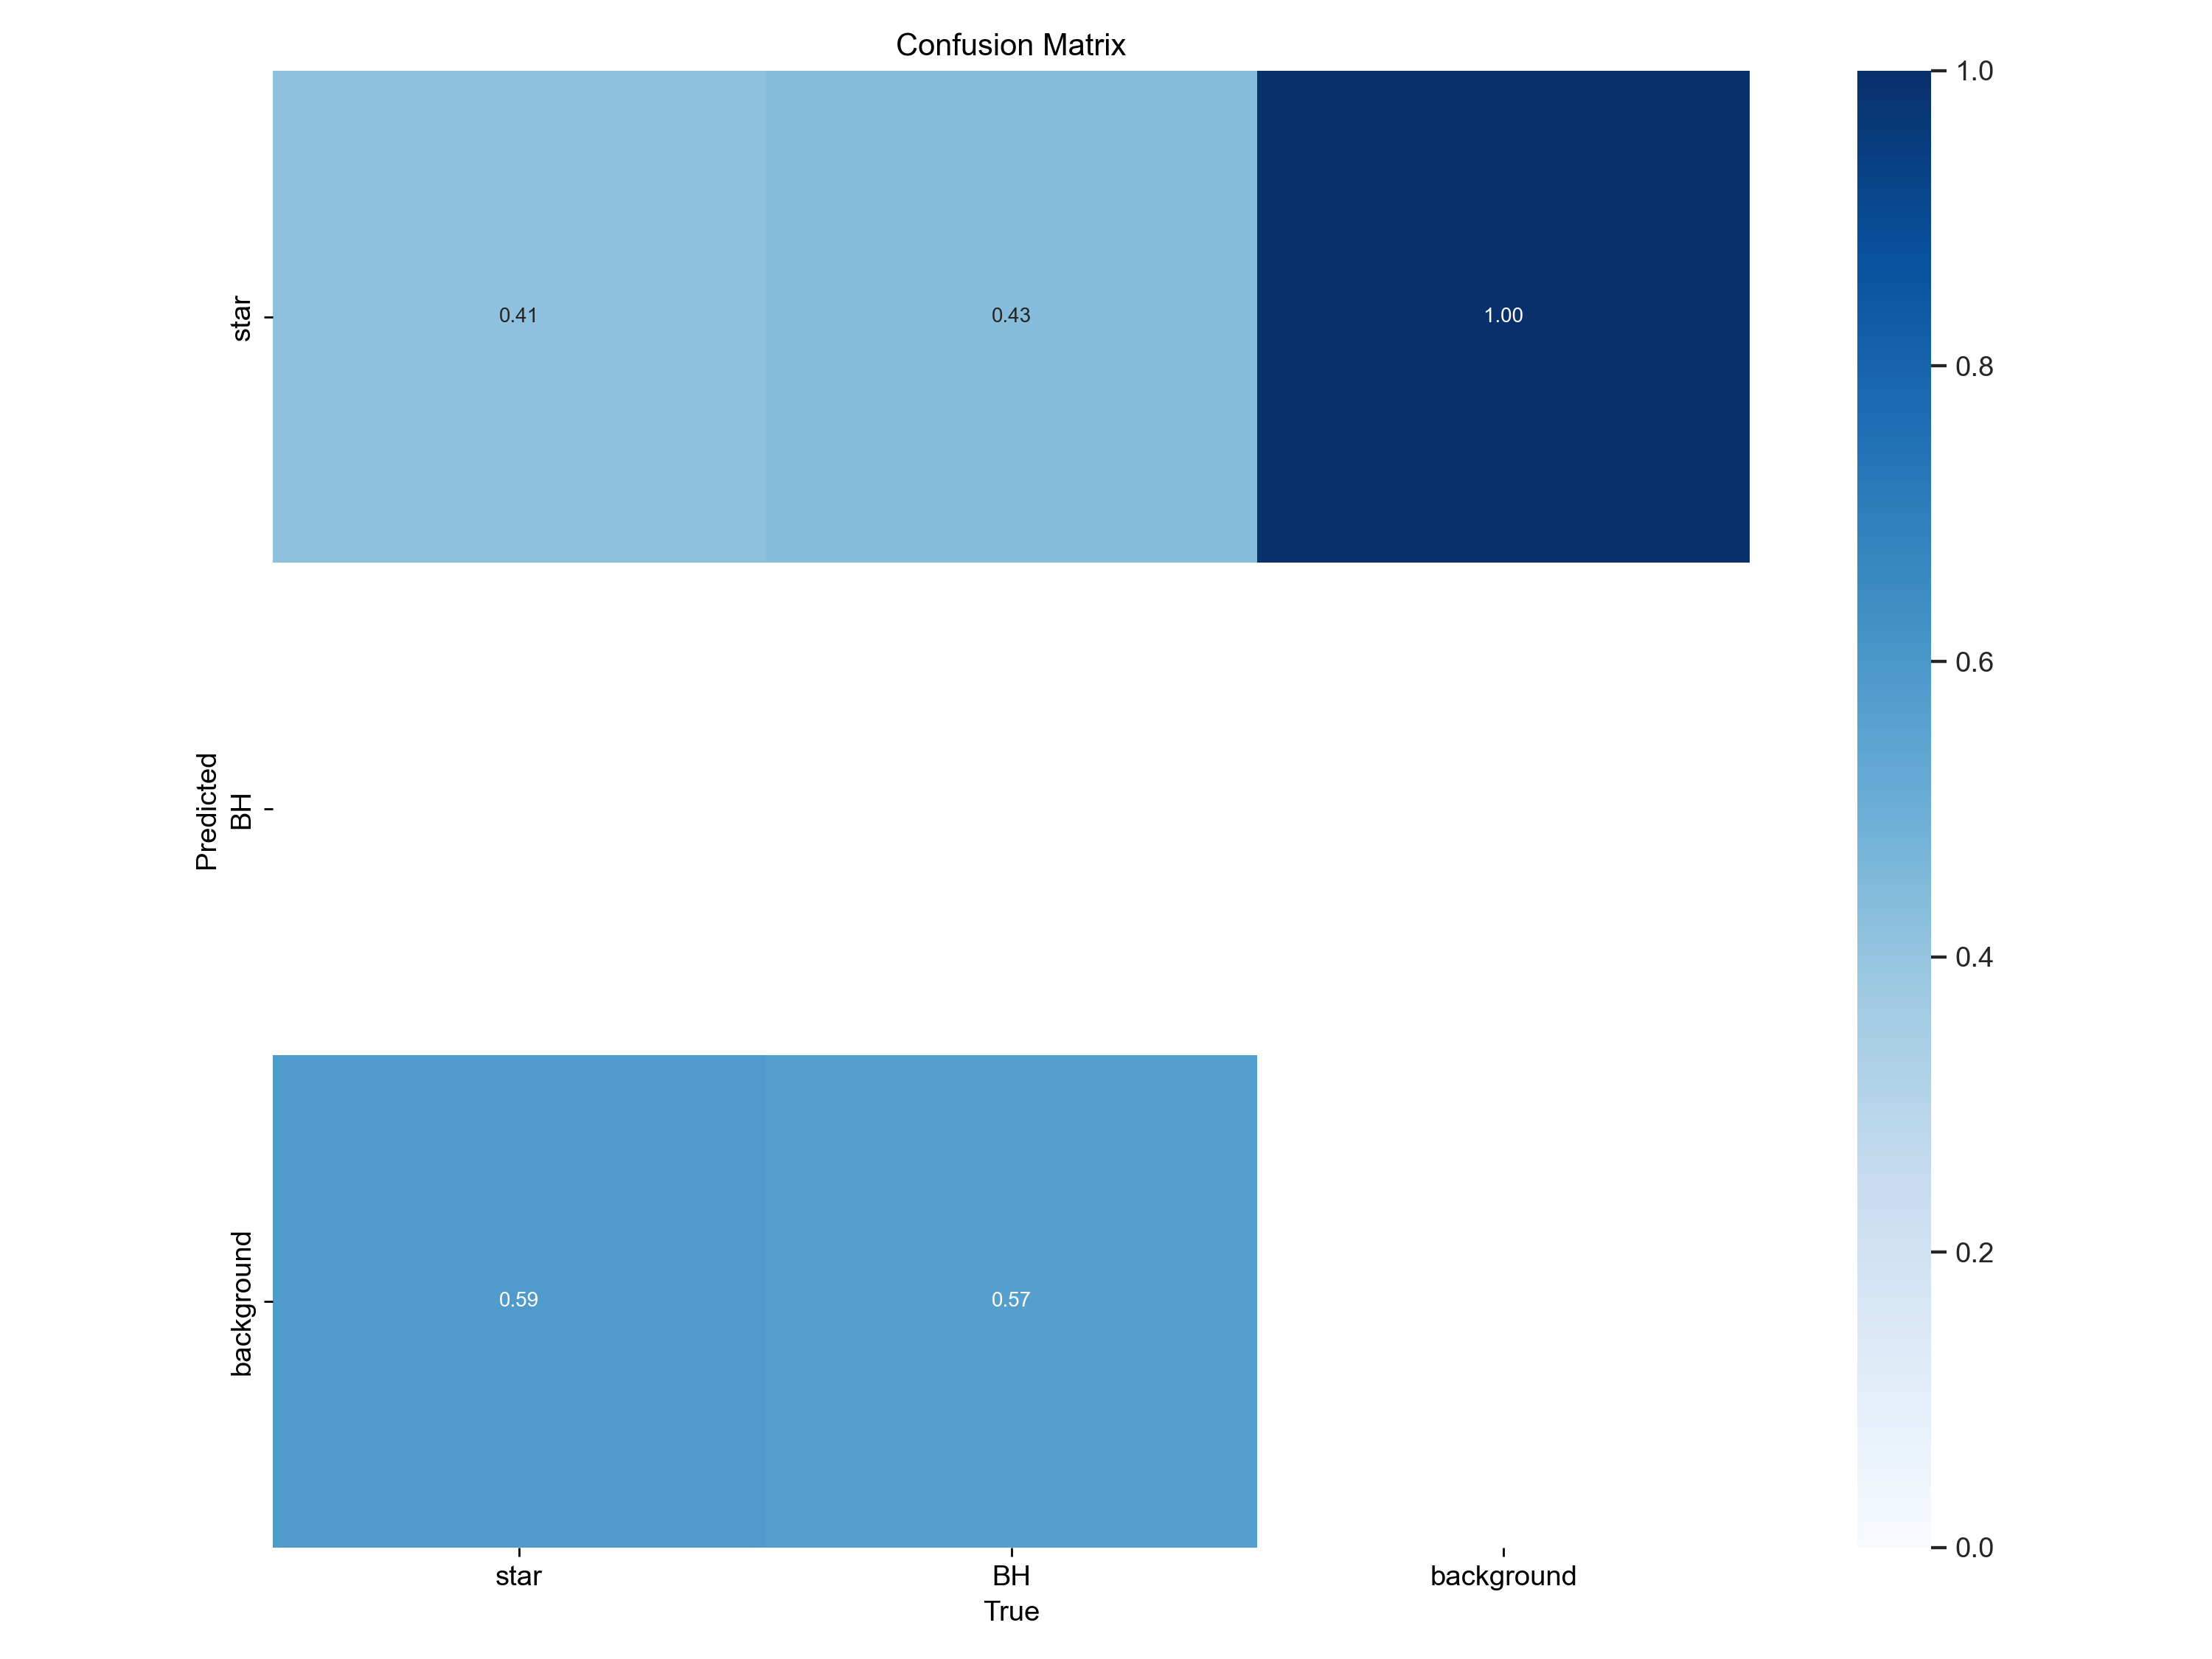 Confusion Matrix
star
BH
background
Predicted
0.41
0.43
1.00
0.59
0.57
star
BH
background
True
1.0
0.8
0.6
0.4
0.2
0.0